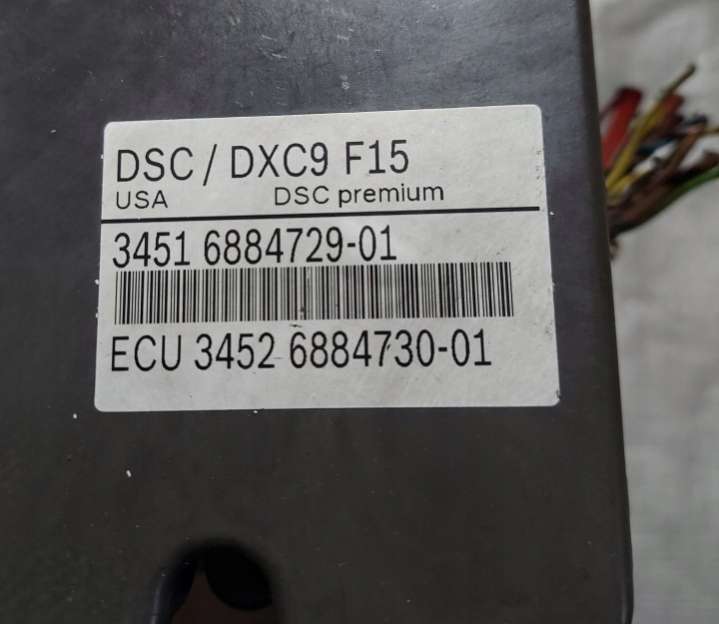 DSC / DXC9 F15
USA DSC premium
3451 6884729-01
ECU 3452 6884730-01